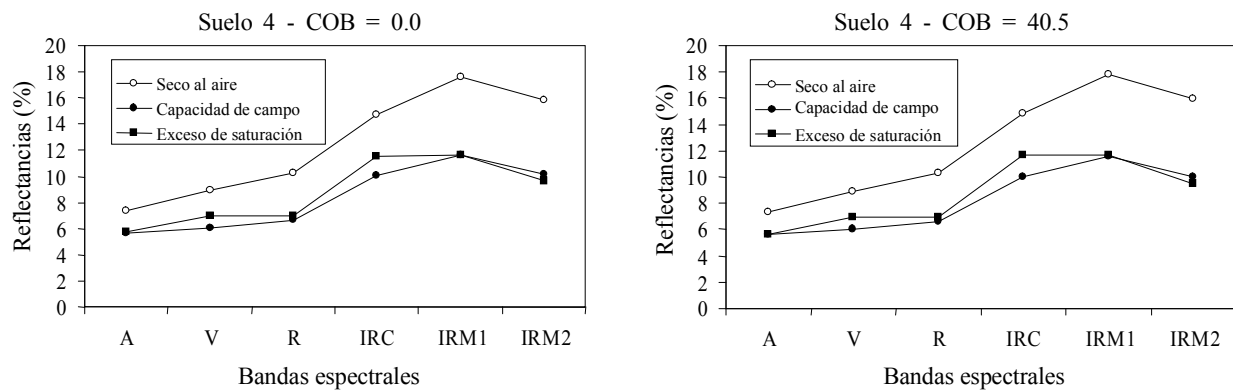 Suelo 4 - COB = 0.0
Reflectancias (%)
20
18
16
14
12
10
8
6
4
2
0
Seco al aire
Capacidad de campo
Exceso de saturación
A V R IRC IRM1 IRM2
Bandas espectrales
Suelo 4 - COB = 40.5
Reflectancias (%)
20
18
16
14
12
10
8
6
4
2
0
Seco al aire
Capacidad de campo
Exceso de saturación
A V R IRC IRM1 IRM2
Bandas espectrales